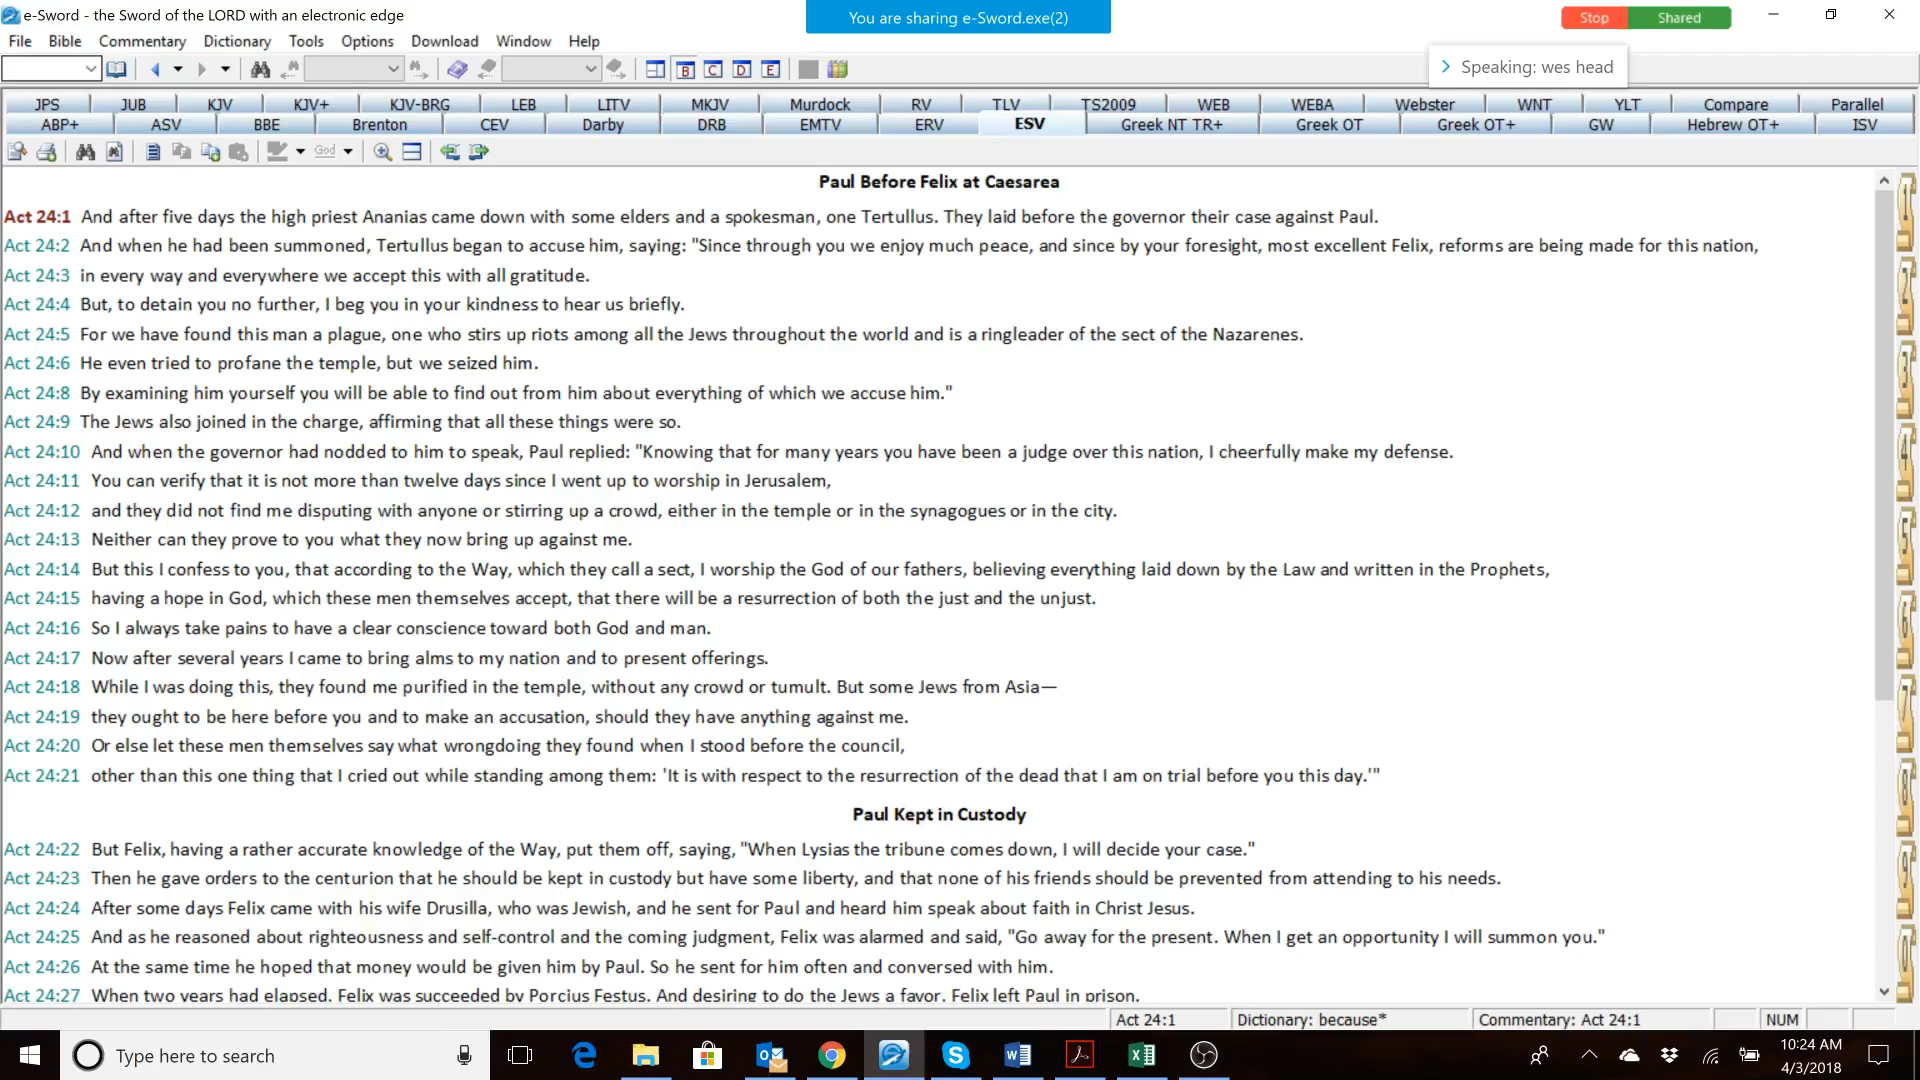 e-Sword - the Sword of the LORD with an electronic edge
You are sharing e-Sword.exe(2)
Stop Shared
File Bible Commentary Dictionary Tools Options Download Window Help
Speaking: wes head
B C D E
JPS JUB KJV KJV+ KJV-BRG LEB LITV MKJV Murdock RV TLV TS2009 WEB WEBA Webster WNT YLT Compare Parallel
ABP+ ASV BBE Brenton CEV Darby DRB EMTV ERV ESV Greek NT TR+ Greek OT Greek OT+ GW Hebrew OT+ ISV
God
Paul Before Felix at Caesarea
Act 24:1 And after five days the high priest Ananias came down with some elders and a spokesman, one Tertullus. They laid before the governor their case against Paul.
Act 24:2 And when he had been summoned, Tertullus began to accuse him, saying: "Since through you we enjoy much peace, and since by your foresight, most excellent Felix, reforms are being made for this nation,
Act 24:3 in every way and everywhere we accept this with all gratitude.
Act 24:4 But, to detain you no further, I beg you in your kindness to hear us briefly.
Act 24:5 For we have found this man a plague, one who stirs up riots among all the Jews throughout the world and is a ringleader of the sect of the Nazarenes.
Act 24:6 He even tried to profane the temple, but we seized him.
Act 24:8 By examining him yourself you will be able to find out from him about everything of which we accuse him."
Act 24:9 The Jews also joined in the charge, affirming that all these things were so.
Act 24:10 And when the governor had nodded to him to speak, Paul replied: "Knowing that for many years you have been a judge over this nation, I cheerfully make my defense.
Act 24:11 You can verify that it is not more than twelve days since I went up to worship in Jerusalem,
Act 24:12 and they did not find me disputing with anyone or stirring up a crowd, either in the temple or in the synagogues or in the city.
Act 24:13 Neither can they prove to you what they now bring up against me.
Act 24:14 But this I confess to you, that according to the Way, which they call a sect, I worship the God of our fathers, believing everything laid down by the Law and written in the Prophets,
Act 24:15 having a hope in God, which these men themselves accept, that there will be a resurrection of both the just and the unjust.
Act 24:16 So I always take pains to have a clear conscience toward both God and man.
Act 24:17 Now after several years I came to bring alms to my nation and to present offerings.
Act 24:18 While I was doing this, they found me purified in the temple, without any crowd or tumult. But some Jews from Asia—
Act 24:19 they ought to be here before you and to make an accusation, should they have anything against me.
Act 24:20 Or else let these men themselves say what wrongdoing they found when I stood before the council,
Act 24:21 other than this one thing that I cried out while standing among them: 'It is with respect to the resurrection of the dead that I am on trial before you this day.'"
Paul Kept in Custody
Act 24:22 But Felix, having a rather accurate knowledge of the Way, put them off, saying, "When Lysias the tribune comes down, I will decide your case."
Act 24:23 Then he gave orders to the centurion that he should be kept in custody but have some liberty, and that none of his friends should be prevented from attending to his needs.
Act 24:24 After some days Felix came with his wife Drusilla, who was Jewish, and he sent for Paul and heard him speak about faith in Christ Jesus.
Act 24:25 And as he reasoned about righteousness and self-control and the coming judgment, Felix was alarmed and said, "Go away for the present. When I get an opportunity I will summon you."
Act 24:26 At the same time he hoped that money would be given him by Paul. So he sent for him often and conversed with him.
Act 24:27 When two years had elapsed, Felix was succeeded by Porcius Festus. And desiring to do the Jews a favor, Felix left Paul in prison.
1
2
3
4
5
6
7
8
9
0
Act 24:1 Dictionary: because* Commentary: Act 24:1 NUM
Type here to search
10:24 AM
4/3/2018